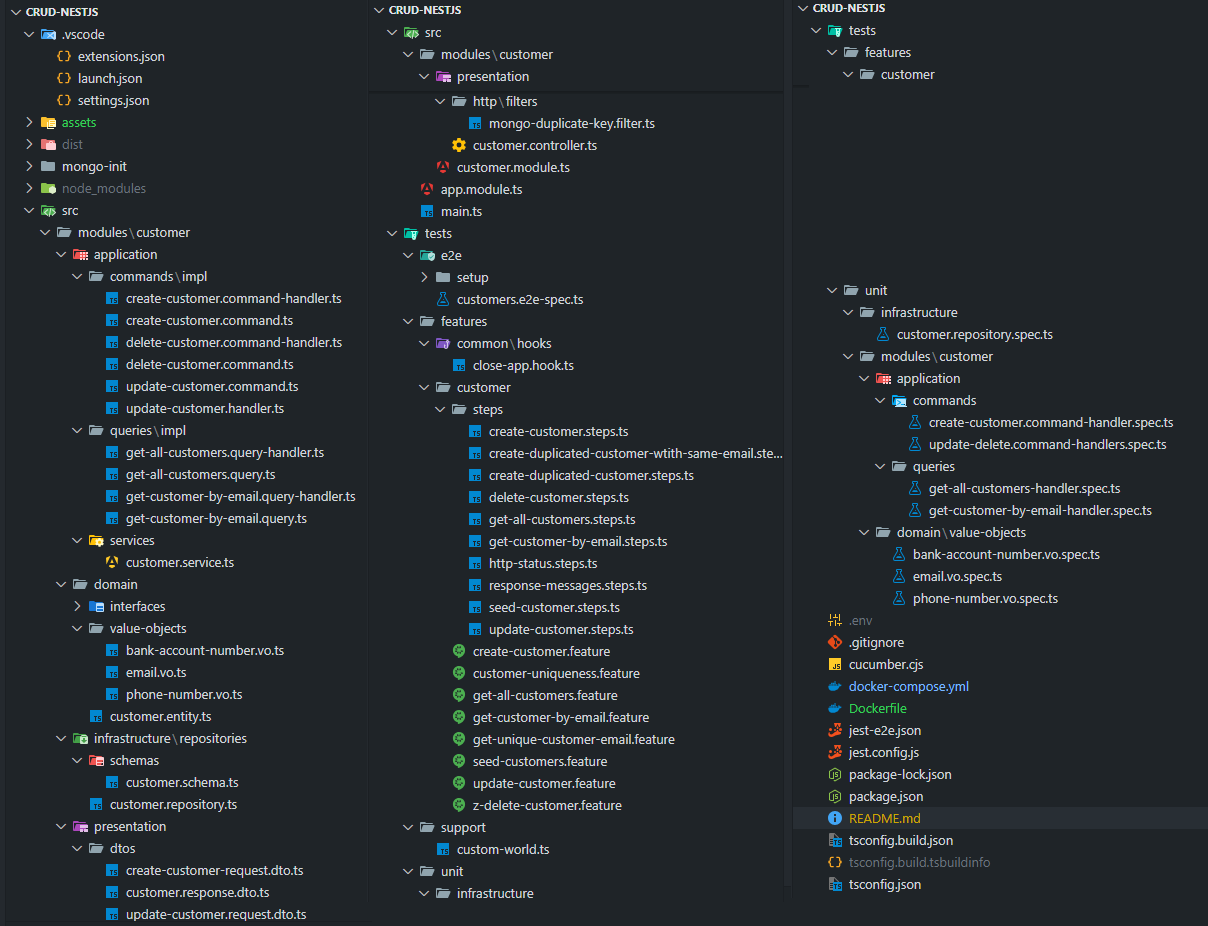 CRUD-NESTJS
.vscode
extensions.json
launch.json
settings.json
assets
dist
mongo-init
node_modules
src
modules\customer
application
commands\impl
create-customer.command-handler.ts
create-customer.command.ts
delete-customer.command-handler.ts
delete-customer.command.ts
update-customer.command.ts
update-customer.handler.ts
queries\impl
get-all-customers.query-handler.ts
get-all-customers.query.ts
get-customer-by-email.query-handler.ts
get-customer-by-email.query.ts
services
customer.service.ts
domain
interfaces
value-objects
bank-account-number.vo.ts
email.vo.ts
phone-number.vo.ts
customer.entity.ts
infrastructure\repositories
schemas
customer.schema.ts
customer.repository.ts
presentation
dtos
create-customer-request.dto.ts
customer.response.dto.ts
update-customer.request.dto.ts
CRUD-NESTJS
src
modules\customer
presentation
http\filters
mongo-duplicate-key.filter.ts
customer.controller.ts
customer.module.ts
app.module.ts
main.ts
tests
e2e
setup
customers.e2e-spec.ts
features
common\hooks
close-app.hook.ts
customer
steps
create-customer.steps.ts
create-duplicated-customer-wtith-same-email.ste...
create-duplicated-customer.steps.ts
delete-customer.steps.ts
get-all-customers.steps.ts
get-customer-by-email.steps.ts
http-status.steps.ts
response-messages.steps.ts
seed-customer.steps.ts
update-customer.steps.ts
create-customer.feature
customer-uniqueness.feature
get-all-customers.feature
get-customer-by-email.feature
get-unique-customer-email.feature
seed-customers.feature
update-customer.feature
z-delete-customer.feature
support
custom-world.ts
unit
infrastructure
CRUD-NESTJS
tests
features
customer
unit
infrastructure
customer.repository.spec.ts
modules\customer
application
commands
create-customer.command-handler.spec.ts
update-delete.command-handlers.spec.ts
queries
get-all-customers-handler.spec.ts
get-customer-by-email-handler.spec.ts
domain\value-objects
bank-account-number.vo.spec.ts
email.vo.spec.ts
phone-number.vo.spec.ts
.env
.gitignore
cucumber.cjs
docker-compose.yml
Dockerfile
jest-e2e.json
jest.config.js
package-lock.json
package.json
README.md
tsconfig.build.json
tsconfig.build.tsbuildinfo
tsconfig.json